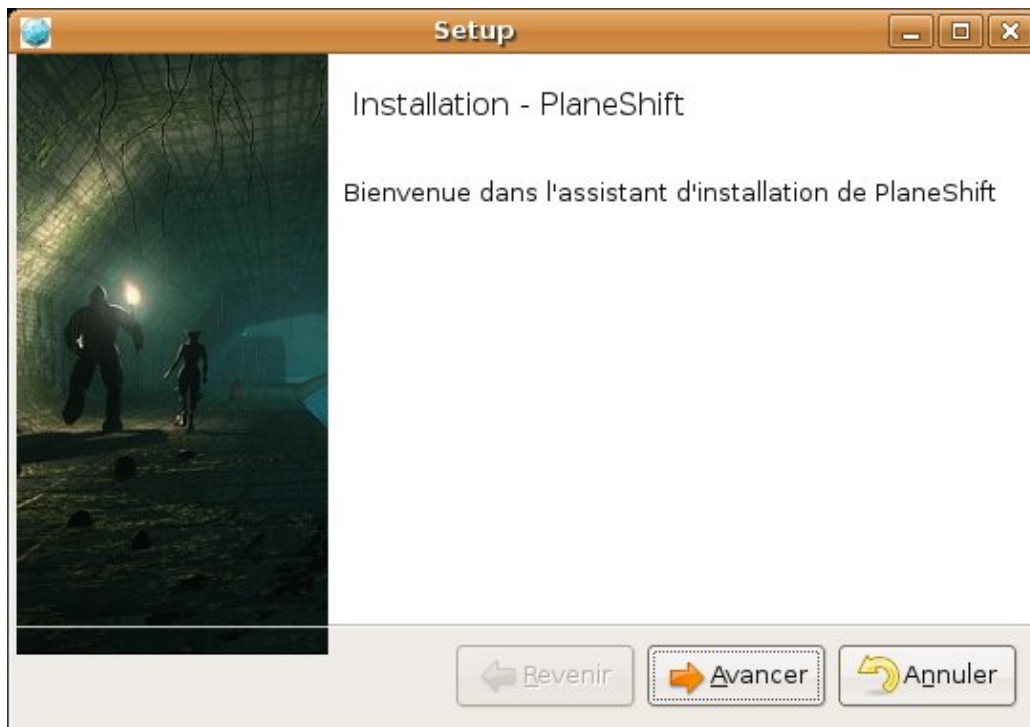 Setup
Installation - PlaneShift
Bienvenue dans l'assistant d'installation de PlaneShift
Revenir
Avancer
Annuler